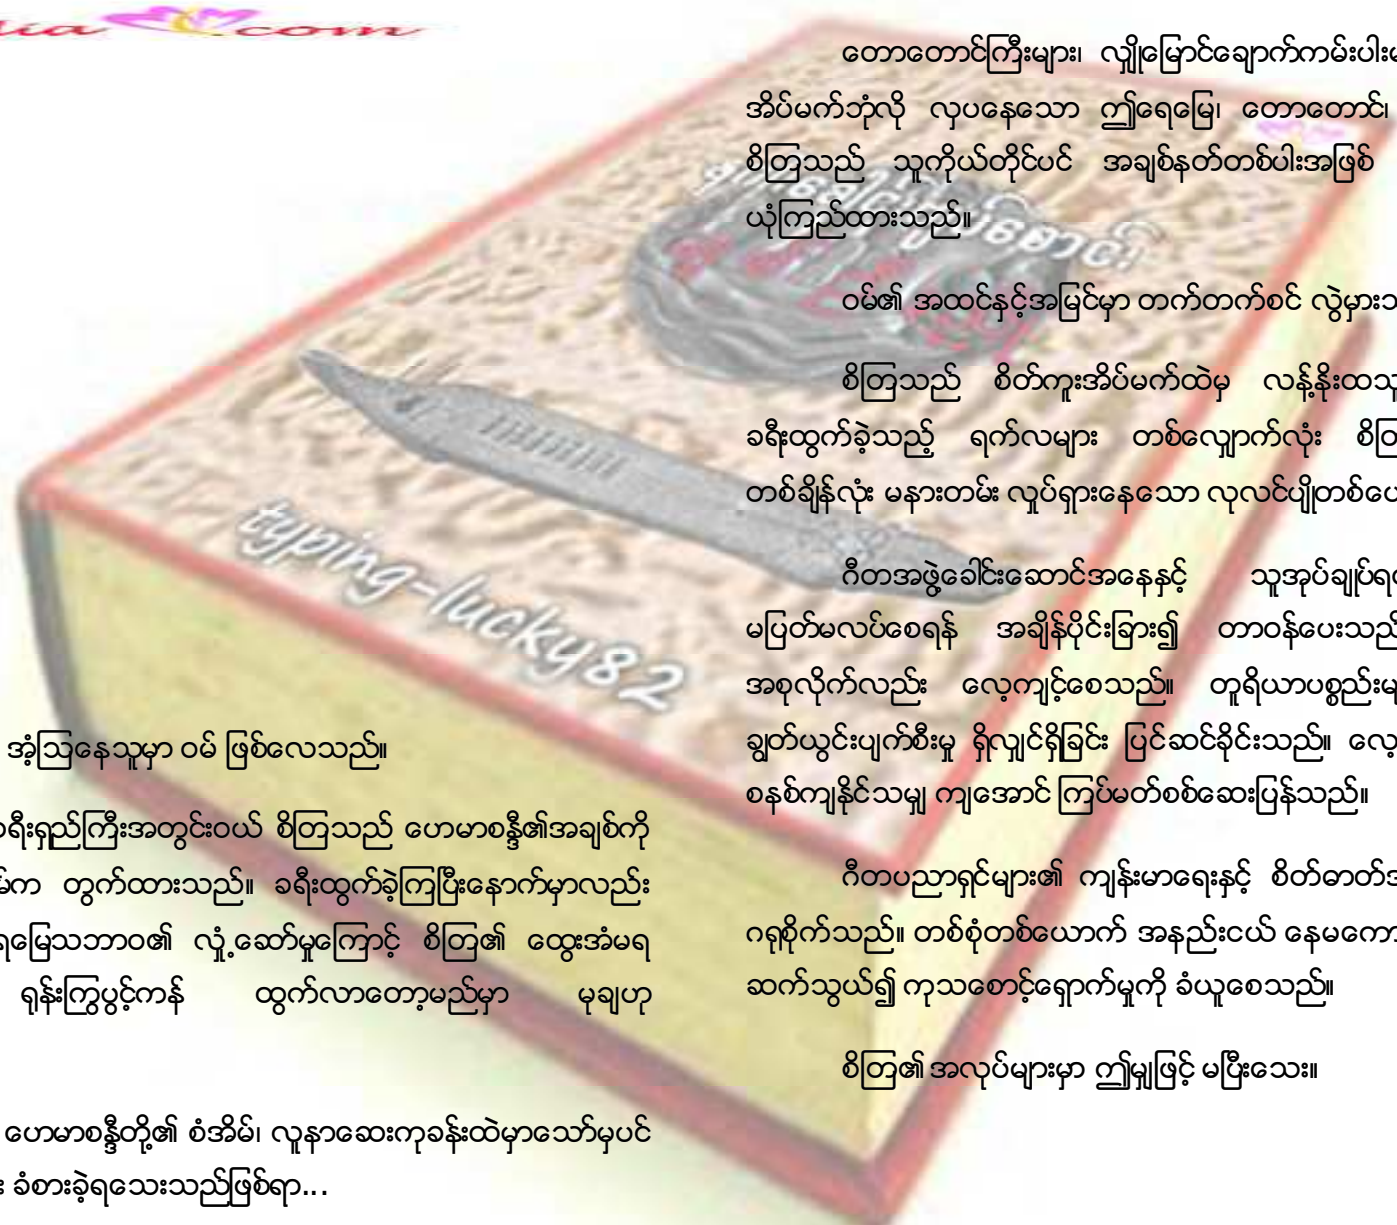 com
အံ့ဩနေသူမှာ ဝမ် ဖြစ်လေသည်။
ရီးရှည်ကြီးအတွင်းဝယ် စိတြသည် ဟေမာစန္ဒီ၏အချစ်ကို
က တွက်ထားသည်။ ခရီးထွက်ခဲ့ကြပြီးနောက်မှာလည်း
ရမြေသဘာဝ၏ လှုံ့ဆော်မှုကြောင့် စိတြ၏ ထွေးအံမရ
ရုန်းကြွပွင့်ကန် ထွက်လာတော့မည်မှာ မုချဟု
ဟေမာစန္ဒီတို့၏ စံအိမ်၊ လူနာဆေးကုခန်းထဲမှာသော်မှပင်
ခံစားခဲ့ရသေးသည်ဖြစ်ရာ...
တောတောင်ကြီးများ၊ လျှိုမြောင်ချောက်ကမ်းပါး
အိပ်မက်ဘုံလို လှပနေသော ဤရေမြေ၊ တောတောင်၊
စိတြသည် သူကိုယ်တိုင်ပင် အချစ်နတ်တစ်ပါးအဖြစ်
ယုံကြည်ထားသည်။
ဝမ်၏ အထင်နှင့်အမြင်မှာ တက်တက်စင် လွဲမှားသ
စိတြသည် စိတ်ကူးအိပ်မက်ထဲမှ လန့်နိုးထသူ
ခရီးထွက်ခဲ့သည့် ရက်လများ တစ်လျှောက်လုံး စိတ
တစ်ချိန်လုံး မနားတမ်း လှုပ်ရှားနေသော လုလင်ပျိုတစ်ယေ
ဂီတအဖွဲ့ခေါင်းဆောင်အနေနှင့် သူအုပ်ချုပ်ရ
မပြတ်မလပ်စေရန် အချိန်ပိုင်းခြား၍ တာဝန်ပေးသည်
အစုလိုက်လည်း လေ့ကျင့်စေသည်။ တူရိယာပစ္စည်းမျ
ချွတ်ယွင်းပျက်စီးမှု ရှိလျှင်ရှိခြင်း ပြင်ဆင်ခိုင်းသည်။ လေ့
စနစ်ကျနိုင်သမျှ ကျအောင် ကြပ်မတ်စစ်ဆေးပြန်သည်။
ဂီတပညာရှင်များ၏ ကျန်းမာရေးနှင့် စိတ်ဓာတ်အ
ဂရုစိုက်သည်။ တစ်စုံတစ်ယောက် အနည်းငယ် နေမကော
ဆက်သွယ်၍ ကုသစောင့်ရှောက်မှုကို ခံယူစေသည်။
စိတြ၏ အလုပ်များမှာ ဤမျှဖြင့် မပြီးသေး။
typing-lucky82